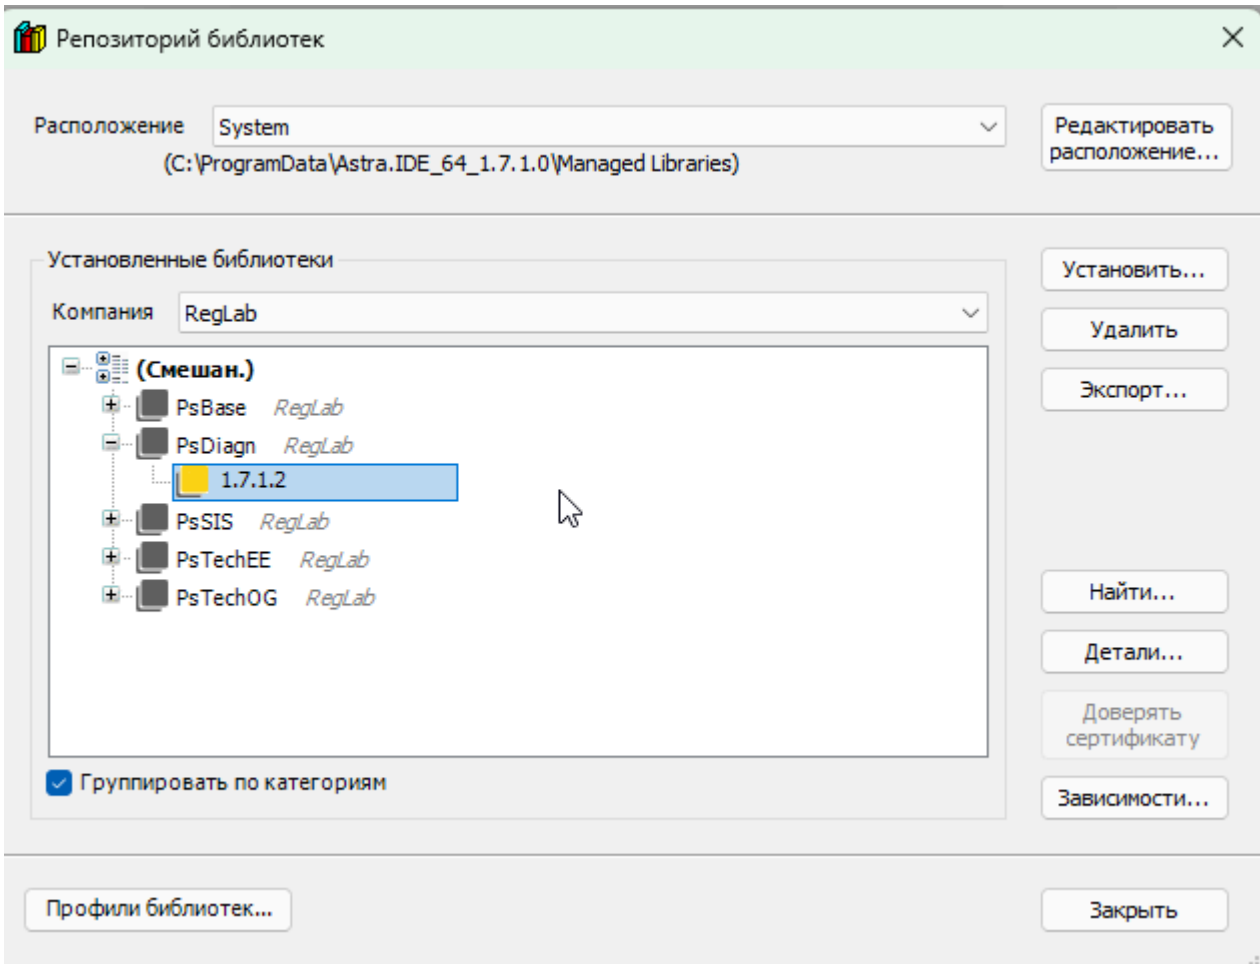 Репозиторий библиотек
Расположение System
(C:\ProgramData\Astra.IDE_64_1.7.1.0\Managed Libraries)
Редактировать
расположение...
Установленные библиотеки
Компания RegLab
(Смешан.)
PsBase RegLab
PsDiagn RegLab
1.7.1.2
PsSIS RegLab
PsTechEE RegLab
PsTechOG RegLab
Группировать по категориям
Установить...
Удалить
Экспорт...
Найти...
Детали...
Доверять
сертификату
Зависимости...
Профили библиотек...
Закрыть